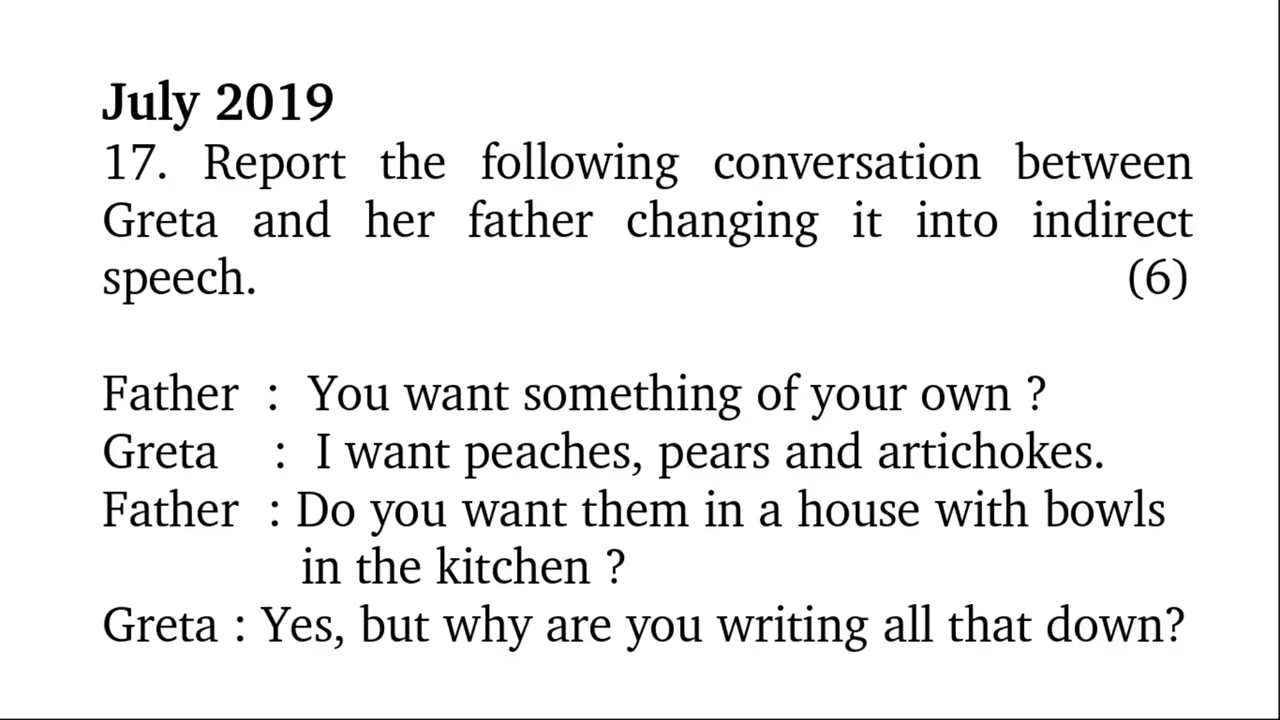 July 2019
17. Report the following conversation between
Greta and her father changing it into indirect
speech. (6)
Father : You want something of your own ?
Greta : I want peaches, pears and artichokes.
Father : Do you want them in a house with bowls
in the kitchen ?
Greta : Yes, but why are you writing all that down?